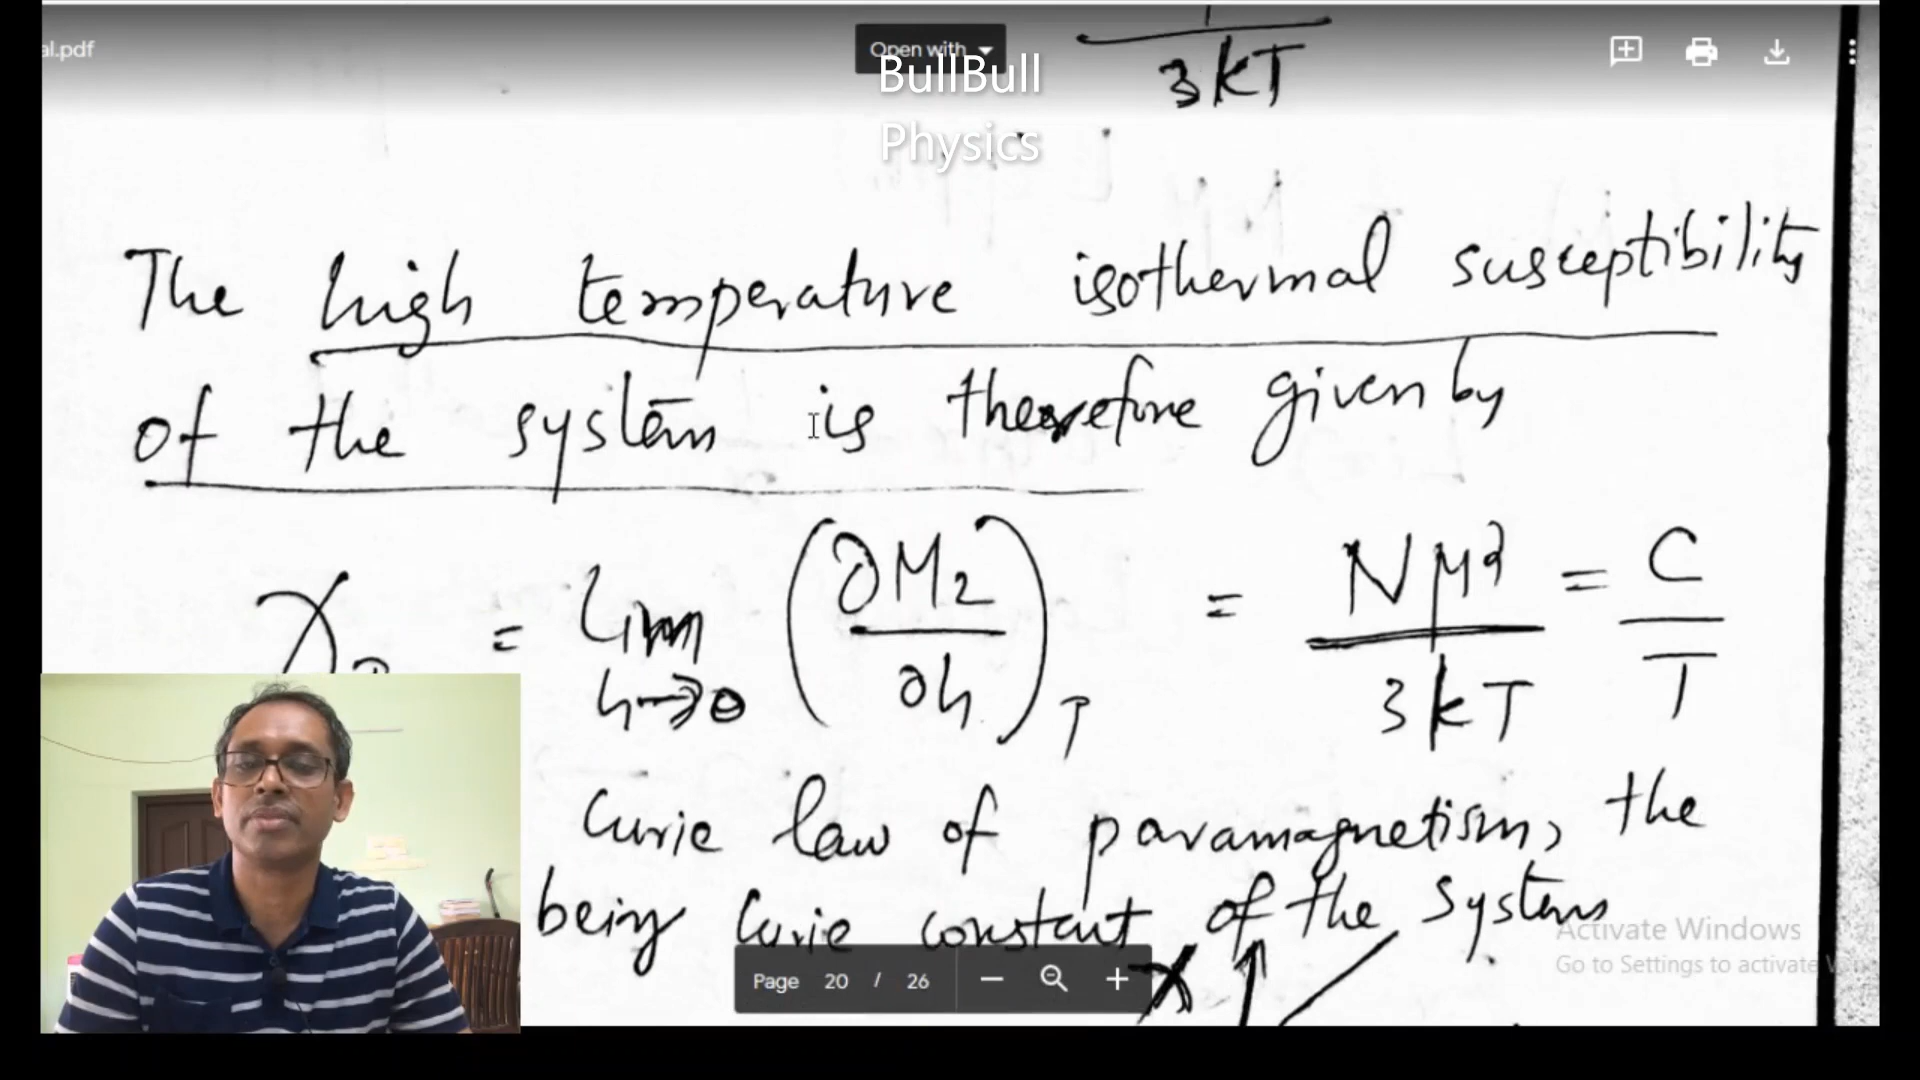 al.pdf
Open with
BullBull
Physics
3kT
The high temperature isothermal susceptibility
of the system is therefore given by
χ = Lim h→0 (∂Mz/∂h)T = Nμ²/3kT = C/T
Curie law of paramagnetism, the
being Curie constant of the system
Activate Windows
Go to Settings to activate
Page 20 / 26